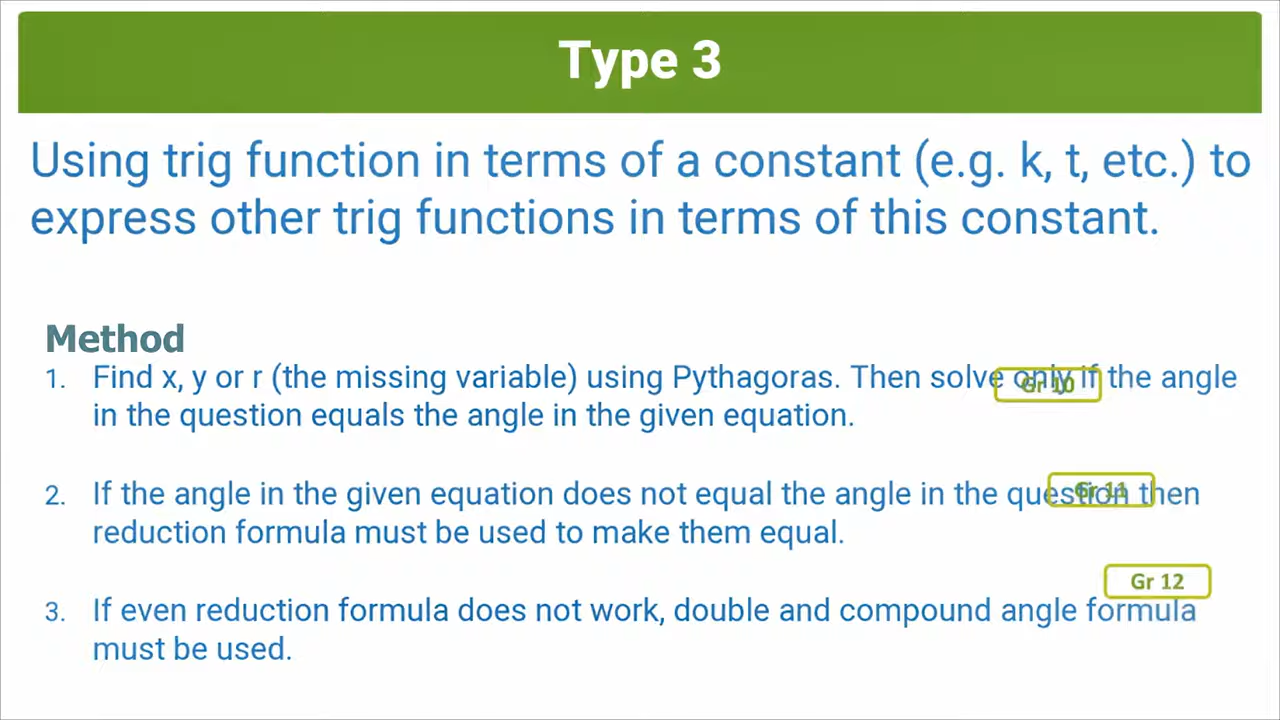 Type 3
Using trig function in terms of a constant (e.g. k, t, etc.) to
express other trig functions in terms of this constant.
Method
1. Find x, y or r (the missing variable) using Pythagoras. Then solve only if the angle
Gr 10
in the question equals the angle in the given equation.
2. If the angle in the given equation does not equal the angle in the question then
Gr 11
reduction formula must be used to make them equal.
Gr 12
3. If even reduction formula does not work, double and compound angle formula
must be used.